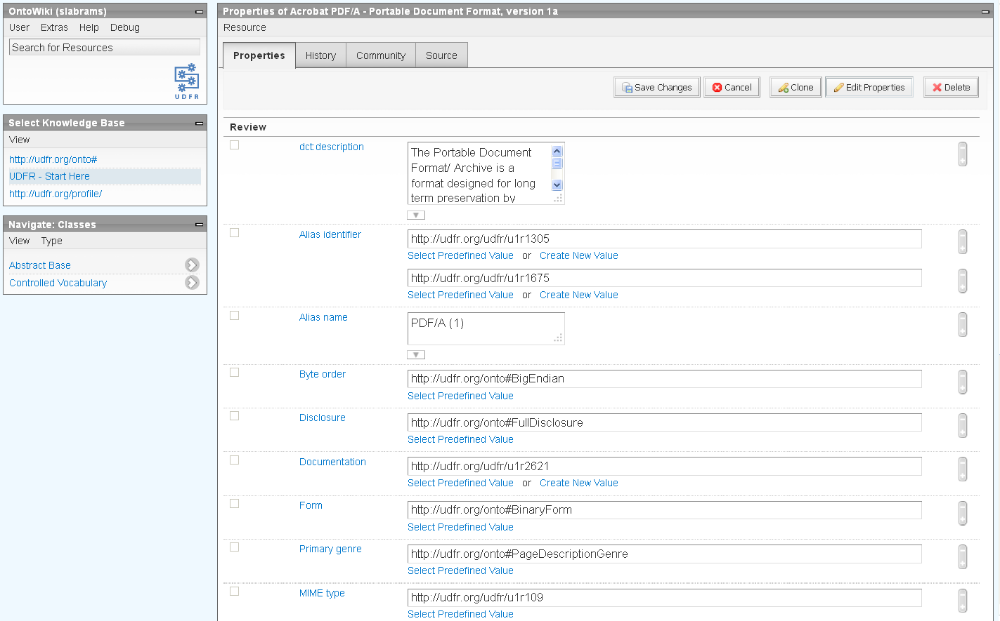 OntoWiki (slabrams)
User Extras Help Debug
Search for Resources
UDFR
Select Knowledge Base
View
http://udfr.org/onto#
UDFR - Start Here
http://udfr.org/profile/
Navigate: Classes
View Type
Abstract Base
Controlled Vocabulary
Properties of Acrobat PDF/A - Portable Document Format, version 1a
Resource
Properties History Community Source
Save Changes Cancel Clone Edit Properties Delete
Review
dct:description
The Portable Document
Format/ Archive is a
format designed for long
term preservation by
Alias identifier
http://udfr.org/udfr/u1r1305
Select Predefined Value or Create New Value
http://udfr.org/udfr/u1r1675
Select Predefined Value or Create New Value
Alias name
PDF/A (1)
Byte order
http://udfr.org/onto#BigEndian
Select Predefined Value
Disclosure
http://udfr.org/onto#FullDisclosure
Select Predefined Value
Documentation
http://udfr.org/udfr/u1r2621
Select Predefined Value or Create New Value
Form
http://udfr.org/onto#BinaryForm
Select Predefined Value
Primary genre
http://udfr.org/onto#PageDescriptionGenre
Select Predefined Value
MIME type
http://udfr.org/udfr/u1r109
Select Predefined Value